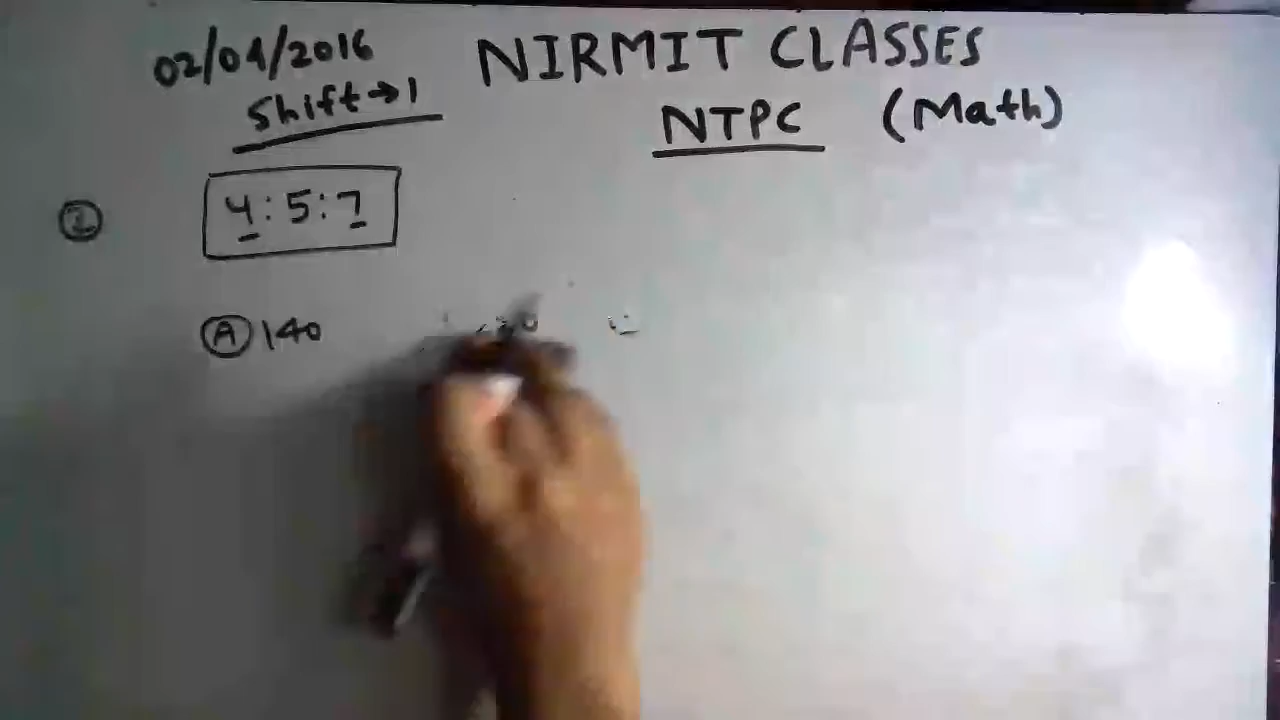 02/04/2016 NIRMIT CLASSES
Shift→1 NTPC (Math)
② 4:5:7
Ⓐ 140